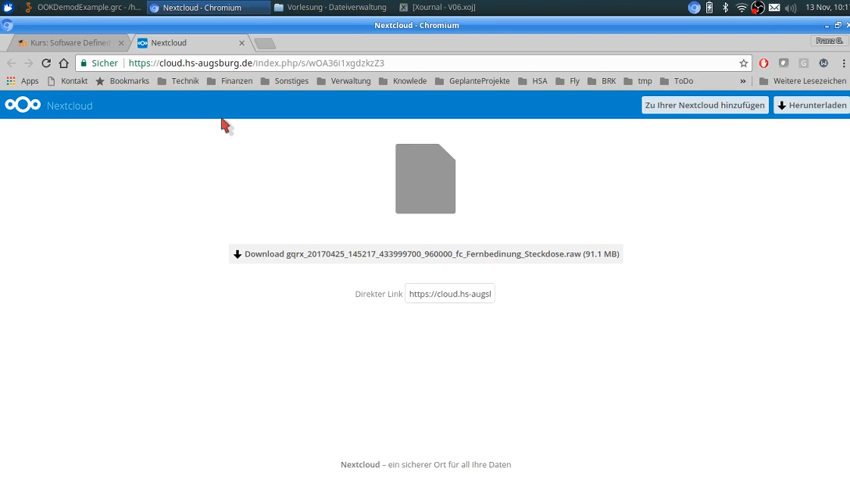 OOKDemodExample.grc - /h... Nextcloud - Chromium Vorlesung - Dateiverwaltung [Xournal - V06.xoj] 13 Nov, 10:1
Nextcloud - Chromium
Kurs: Software Defined Nextcloud Franz G.
Sicher https://cloud.hs-augsburg.de/index.php/s/wOA36I1xgdzkzZ3
Apps Kontakt Bookmarks Technik Finanzen Sonstiges Verwaltung Knowlede GeplanteProjekte HSA Fly BRK tmp ToDo » Weitere Lesezeichen
Nextcloud Zu Ihrer Nextcloud hinzufügen Herunterladen
Download gqrx_20170425_145217_433999700_960000_fc_Fernbedinung_Steckdose.raw (91.1 MB)
Direkter Link https://cloud.hs-augsl
Nextcloud – ein sicherer Ort für all Ihre Daten